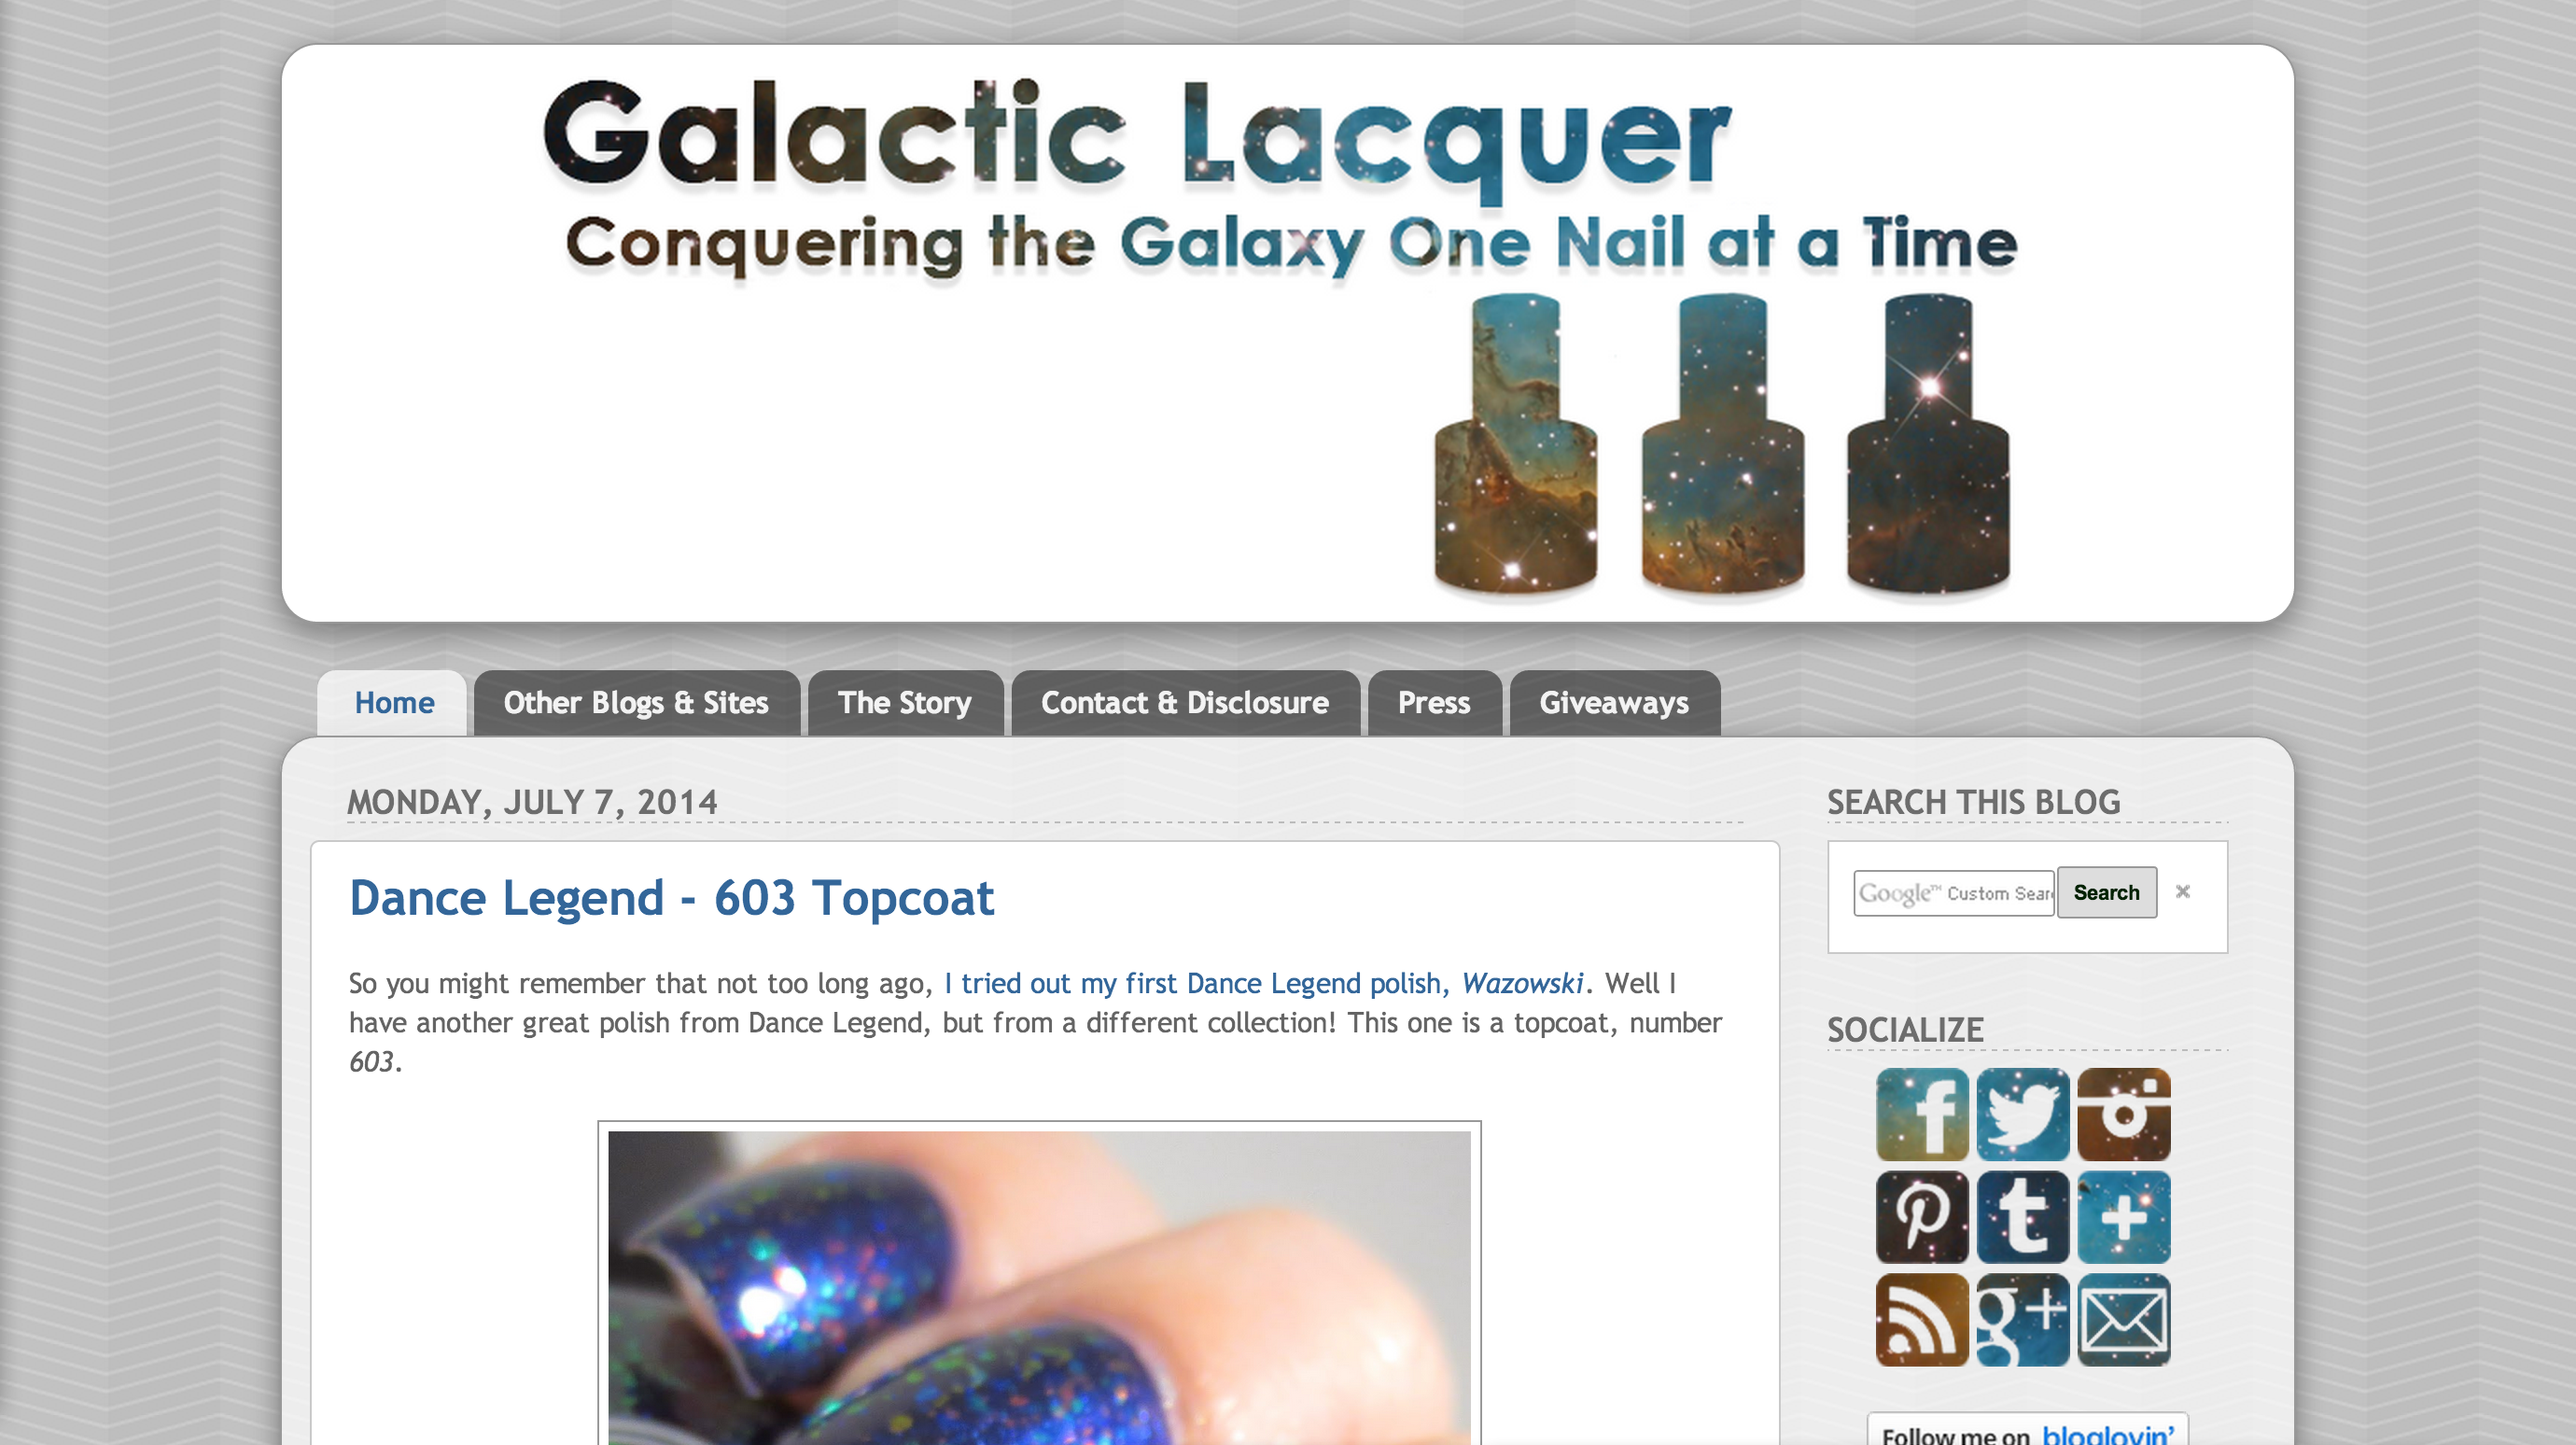 Galactic Lacquer
Conquering the Galaxy One Nail at a Time
Home
Other Blogs & Sites
The Story
Contact & Disclosure
Press
Giveaways
MONDAY, JULY 7, 2014
Dance Legend - 603 Topcoat
So you might remember that not too long ago, I tried out my first Dance Legend polish, Wazowski. Well I
have another great polish from Dance Legend, but from a different collection! This one is a topcoat, number
603.
SEARCH THIS BLOG
Google™ Custom Sear
Search
×
SOCIALIZE
f
t
+
g+
Follow me on bloglovin'